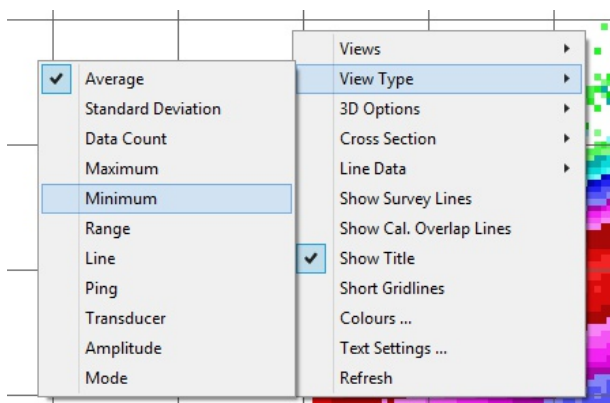 Views
View Type
3D Options
Cross Section
Line Data
Show Survey Lines
Show Cal. Overlap Lines
Show Title
Short Gridlines
Colours ...
Text Settings ...
Refresh
Average
Standard Deviation
Data Count
Maximum
Minimum
Range
Line
Ping
Transducer
Amplitude
Mode